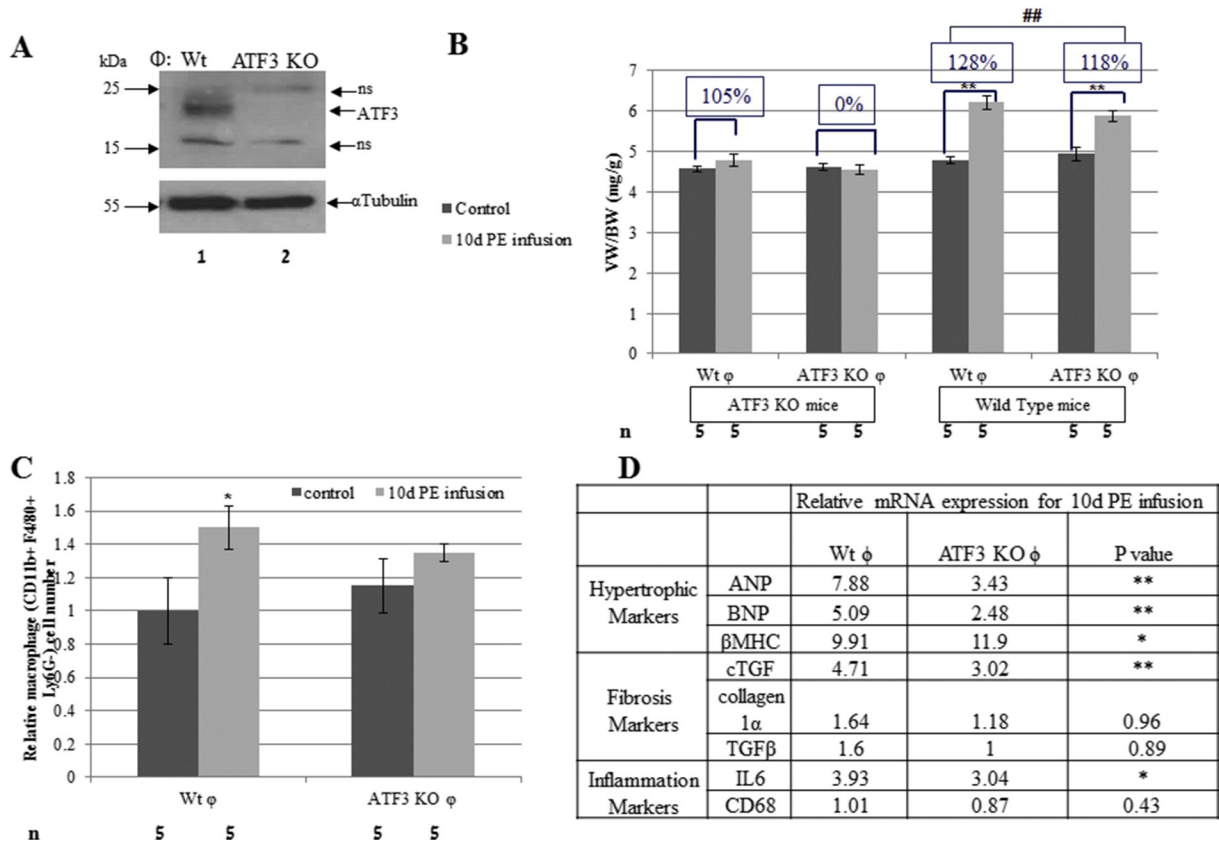 A
kDa Φ: Wt ATF3 KO
25
ns
ATF3
15
ns
55
αTubulin
1 2
B
##
128% 118%
105% 0%
** **
VW/BW (mg/g)
7
6
5
4
3
2
1
0
Control
10d PE infusion
Wt φ ATF3 KO φ Wt φ ATF3 KO φ
ATF3 KO mice Wild Type mice
n 5 5 5 5 5 5 5 5
C
Relative macrophage (CD11b+ F4/80+
Ly6G-) cell number
1.8
1.6
1.4
1.2
1
0.8
0.6
0.4
0.2
0
control 10d PE infusion
*
Wt φ ATF3 KO φ
n 5 5 5 5
D
Relative mRNA expression for 10d PE infusion
Wt ϕ ATF3 KO ϕ P value
Hypertrophic Markers
ANP 7.88 3.43 **
BNP 5.09 2.48 **
βMHC 9.91 11.9 *
Fibrosis Markers
cTGF 4.71 3.02 **
collagen
1α 1.64 1.18 0.96
TGFβ 1.6 1 0.89
Inflammation Markers
IL6 3.93 3.04 *
CD68 1.01 0.87 0.43